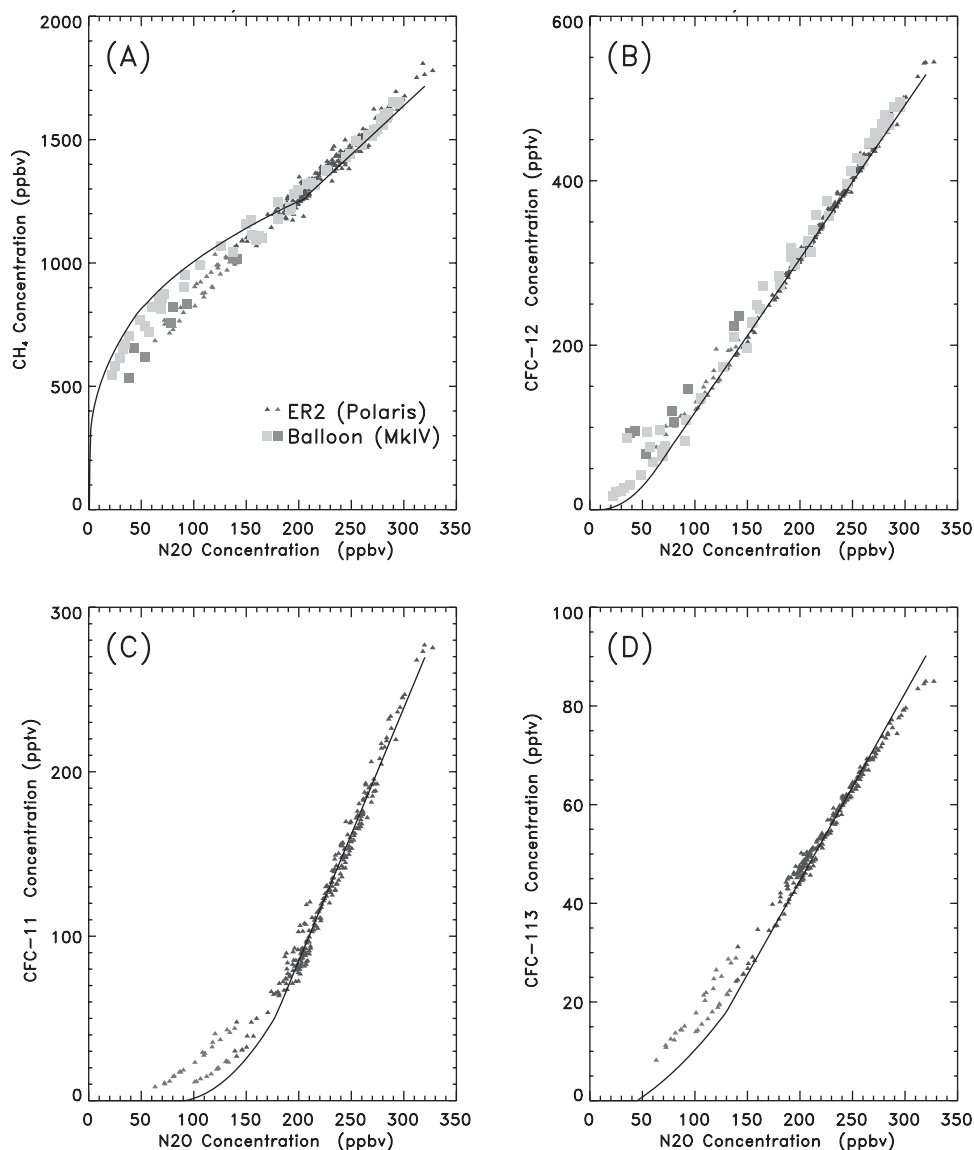 (A)
2000
1500
1000
500
0
CH₄ Concentration (ppbv)
ER2 (Polaris)
Balloon (MkIV)
0 50 100 150 200 250 300 350
N2O Concentration (ppbv)
(B)
600
400
200
0
CFC-12 Concentration (pptv)
0 50 100 150 200 250 300 350
N2O Concentration (ppbv)
(C)
300
200
100
0
CFC-11 Concentration (pptv)
0 50 100 150 200 250 300 350
N2O Concentration (ppbv)
(D)
100
80
60
40
20
0
CFC-113 Concentration (pptv)
0 50 100 150 200 250 300 350
N2O Concentration (ppbv)